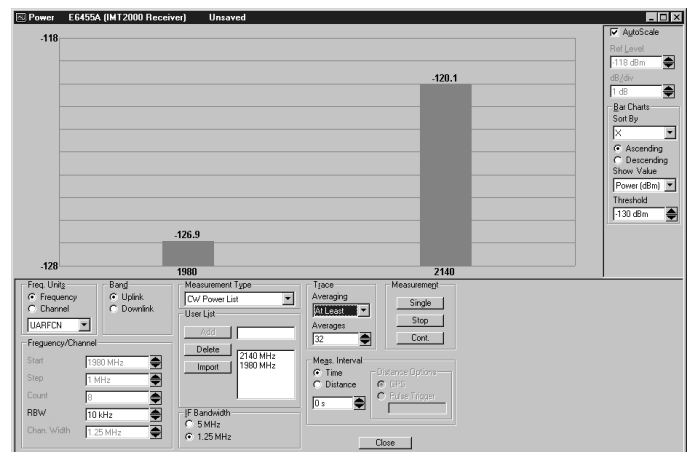 Power E6455A (IMT2000 Receiver) Unsaved
-118
-120.1
-126.9
-128
1980
2140
AutoScale
Ref Level
-118 dBm
dB/div
1 dB
Bar Charts
Sort By
X
Ascending
Descending
Show Value
Power (dBm)
Threshold
-130 dBm
Freq. Units
Frequency
Channel
UARFCN
Band
Uplink
Downlink
Frequency/Channel
Start 1980 MHz
Step 1 MHz
Count 8
RBW 10 kHz
Chan. Width 1.25 MHz
Measurement Type
CW Power List
User List
Add
Delete
Import
2140 MHz
1980 MHz
IF Bandwidth
5 MHz
1.25 MHz
Trace
Averaging
At Least
Averages
32
Measurement
Single
Stop
Cont.
Meas. Interval
Time
Distance
0 s
Distance Options
GPS
Pulse Trigger
Close